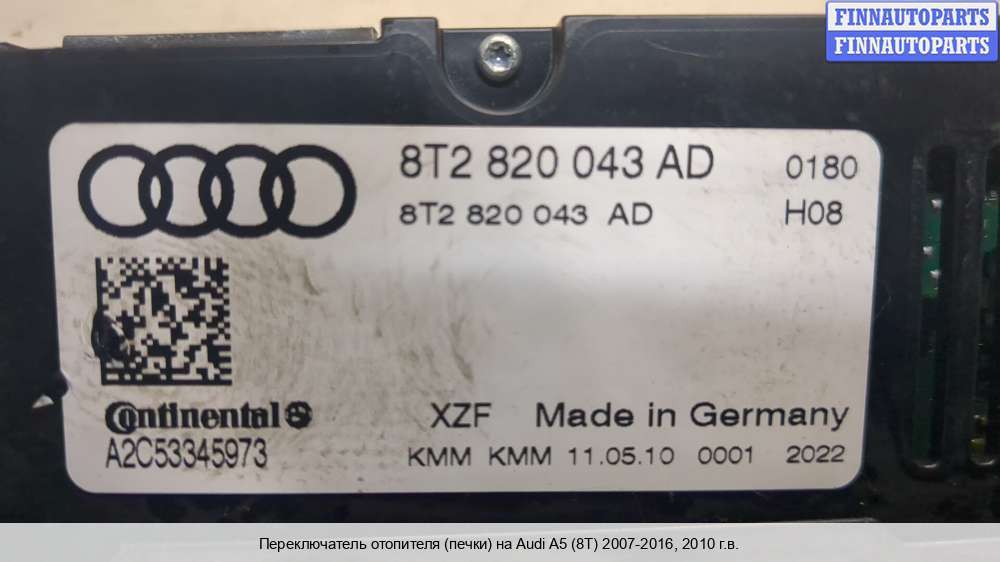 FINNAUTOPARTS
FINNAUTOPARTS
8T2 820 043 AD 0180
8T2 820 043 AD H08
Continental
XZF Made in Germany
A2C53345973
KMM KMM 11.05.10 0001 2022
Переключатель отопителя (печки) на Audi A5 (8T) 2007-2016, 2010 г.в.